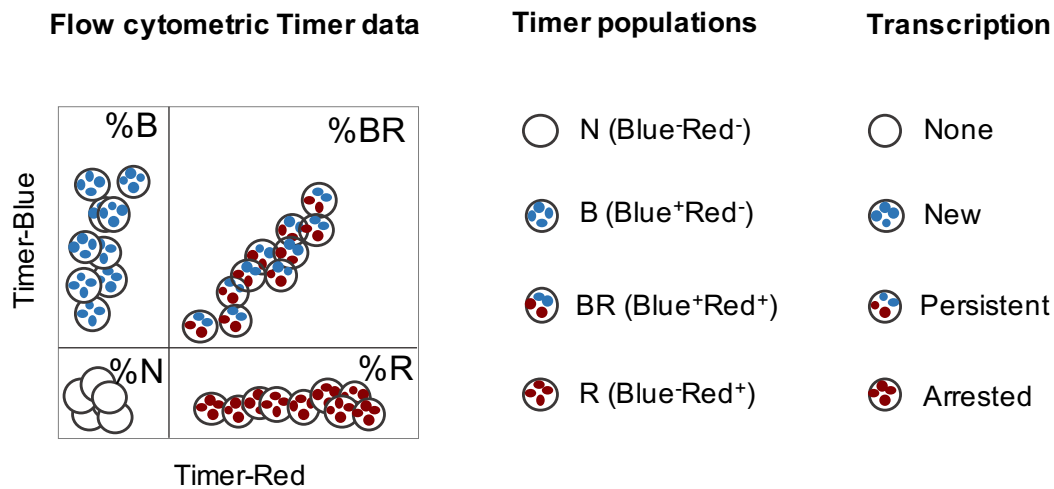 Flow cytometric Timer data
Timer populations
Transcription
%B
%BR
%N
%R
Timer-Blue
Timer-Red
N (Blue⁻Red⁻)
None
B (Blue⁺Red⁻)
New
BR (Blue⁺Red⁺)
Persistent
R (Blue⁻Red⁺)
Arrested